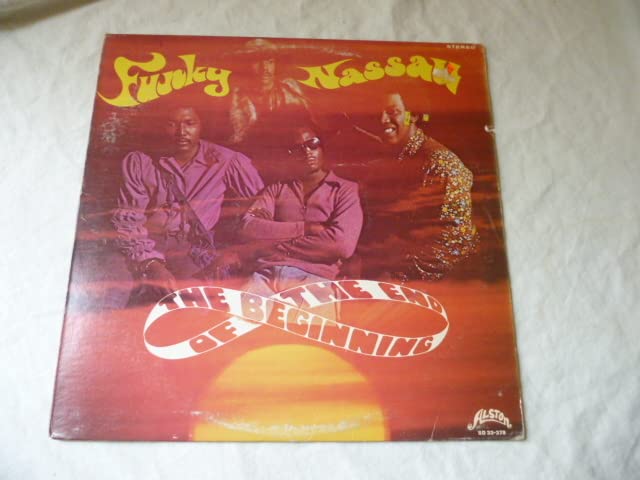 STEREO
Funky Nassau
THE BEGINNING
OF THE END
ALSTON
SD 33-379